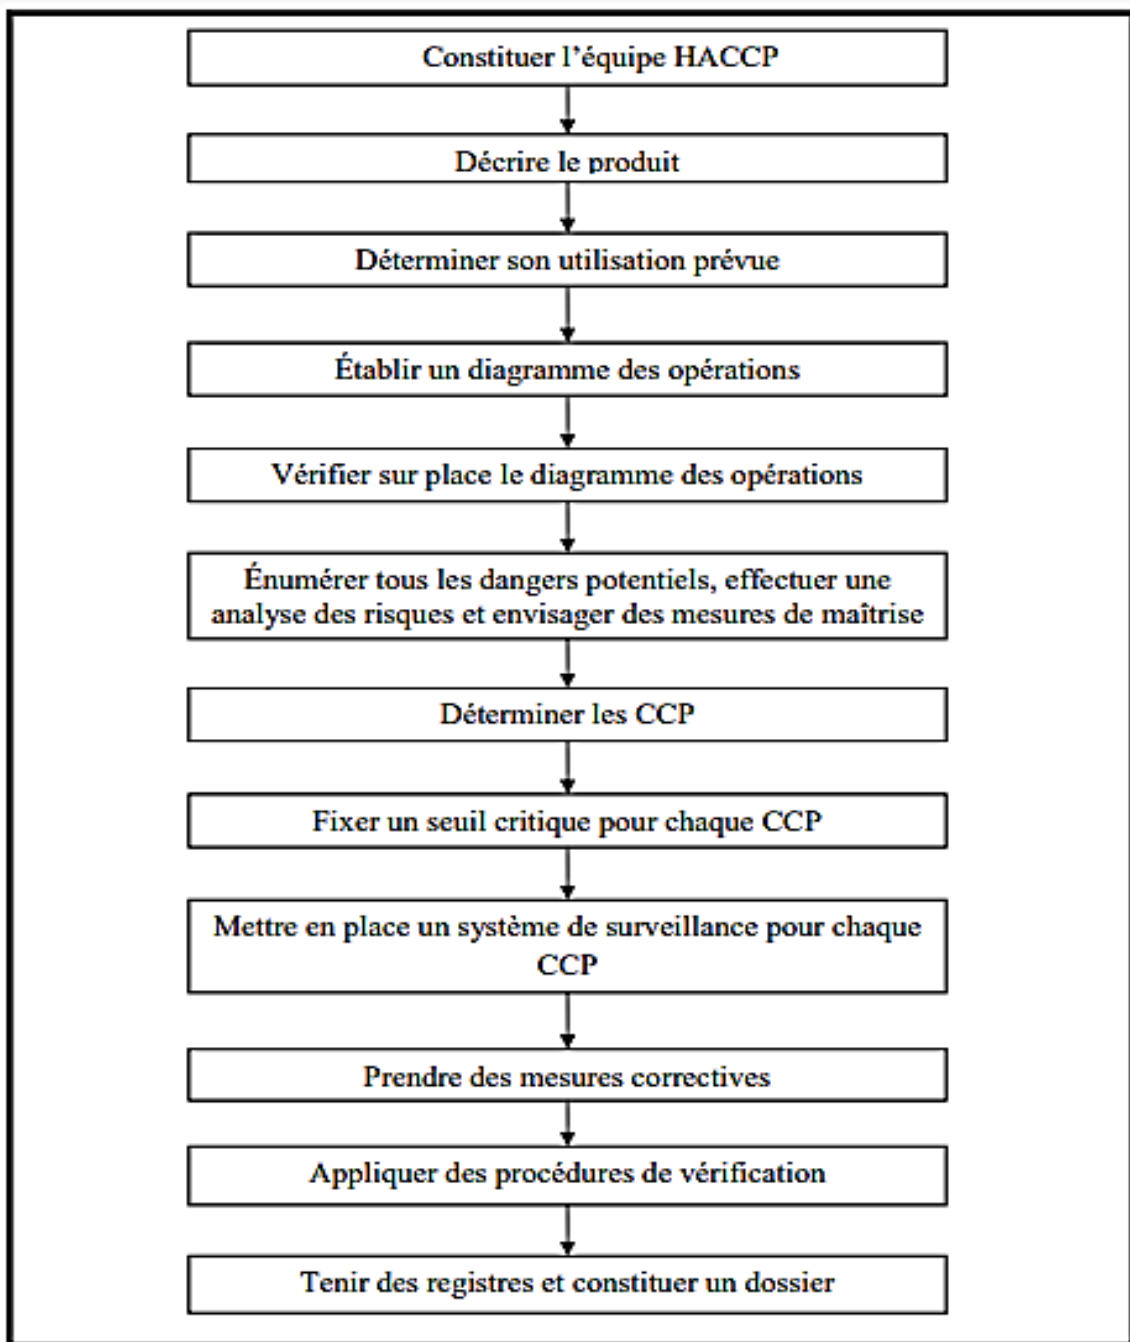 Constituer l'équipe HACCP
Décrire le produit
Déterminer son utilisation prévue
Établir un diagramme des opérations
Vérifier sur place le diagramme des opérations
Énumérer tous les dangers potentiels, effectuer une
analyse des risques et envisager des mesures de maîtrise
Déterminer les CCP
Fixer un seuil critique pour chaque CCP
Mettre en place un système de surveillance pour chaque
CCP
Prendre des mesures correctives
Appliquer des procédures de vérification
Tenir des registres et constituer un dossier